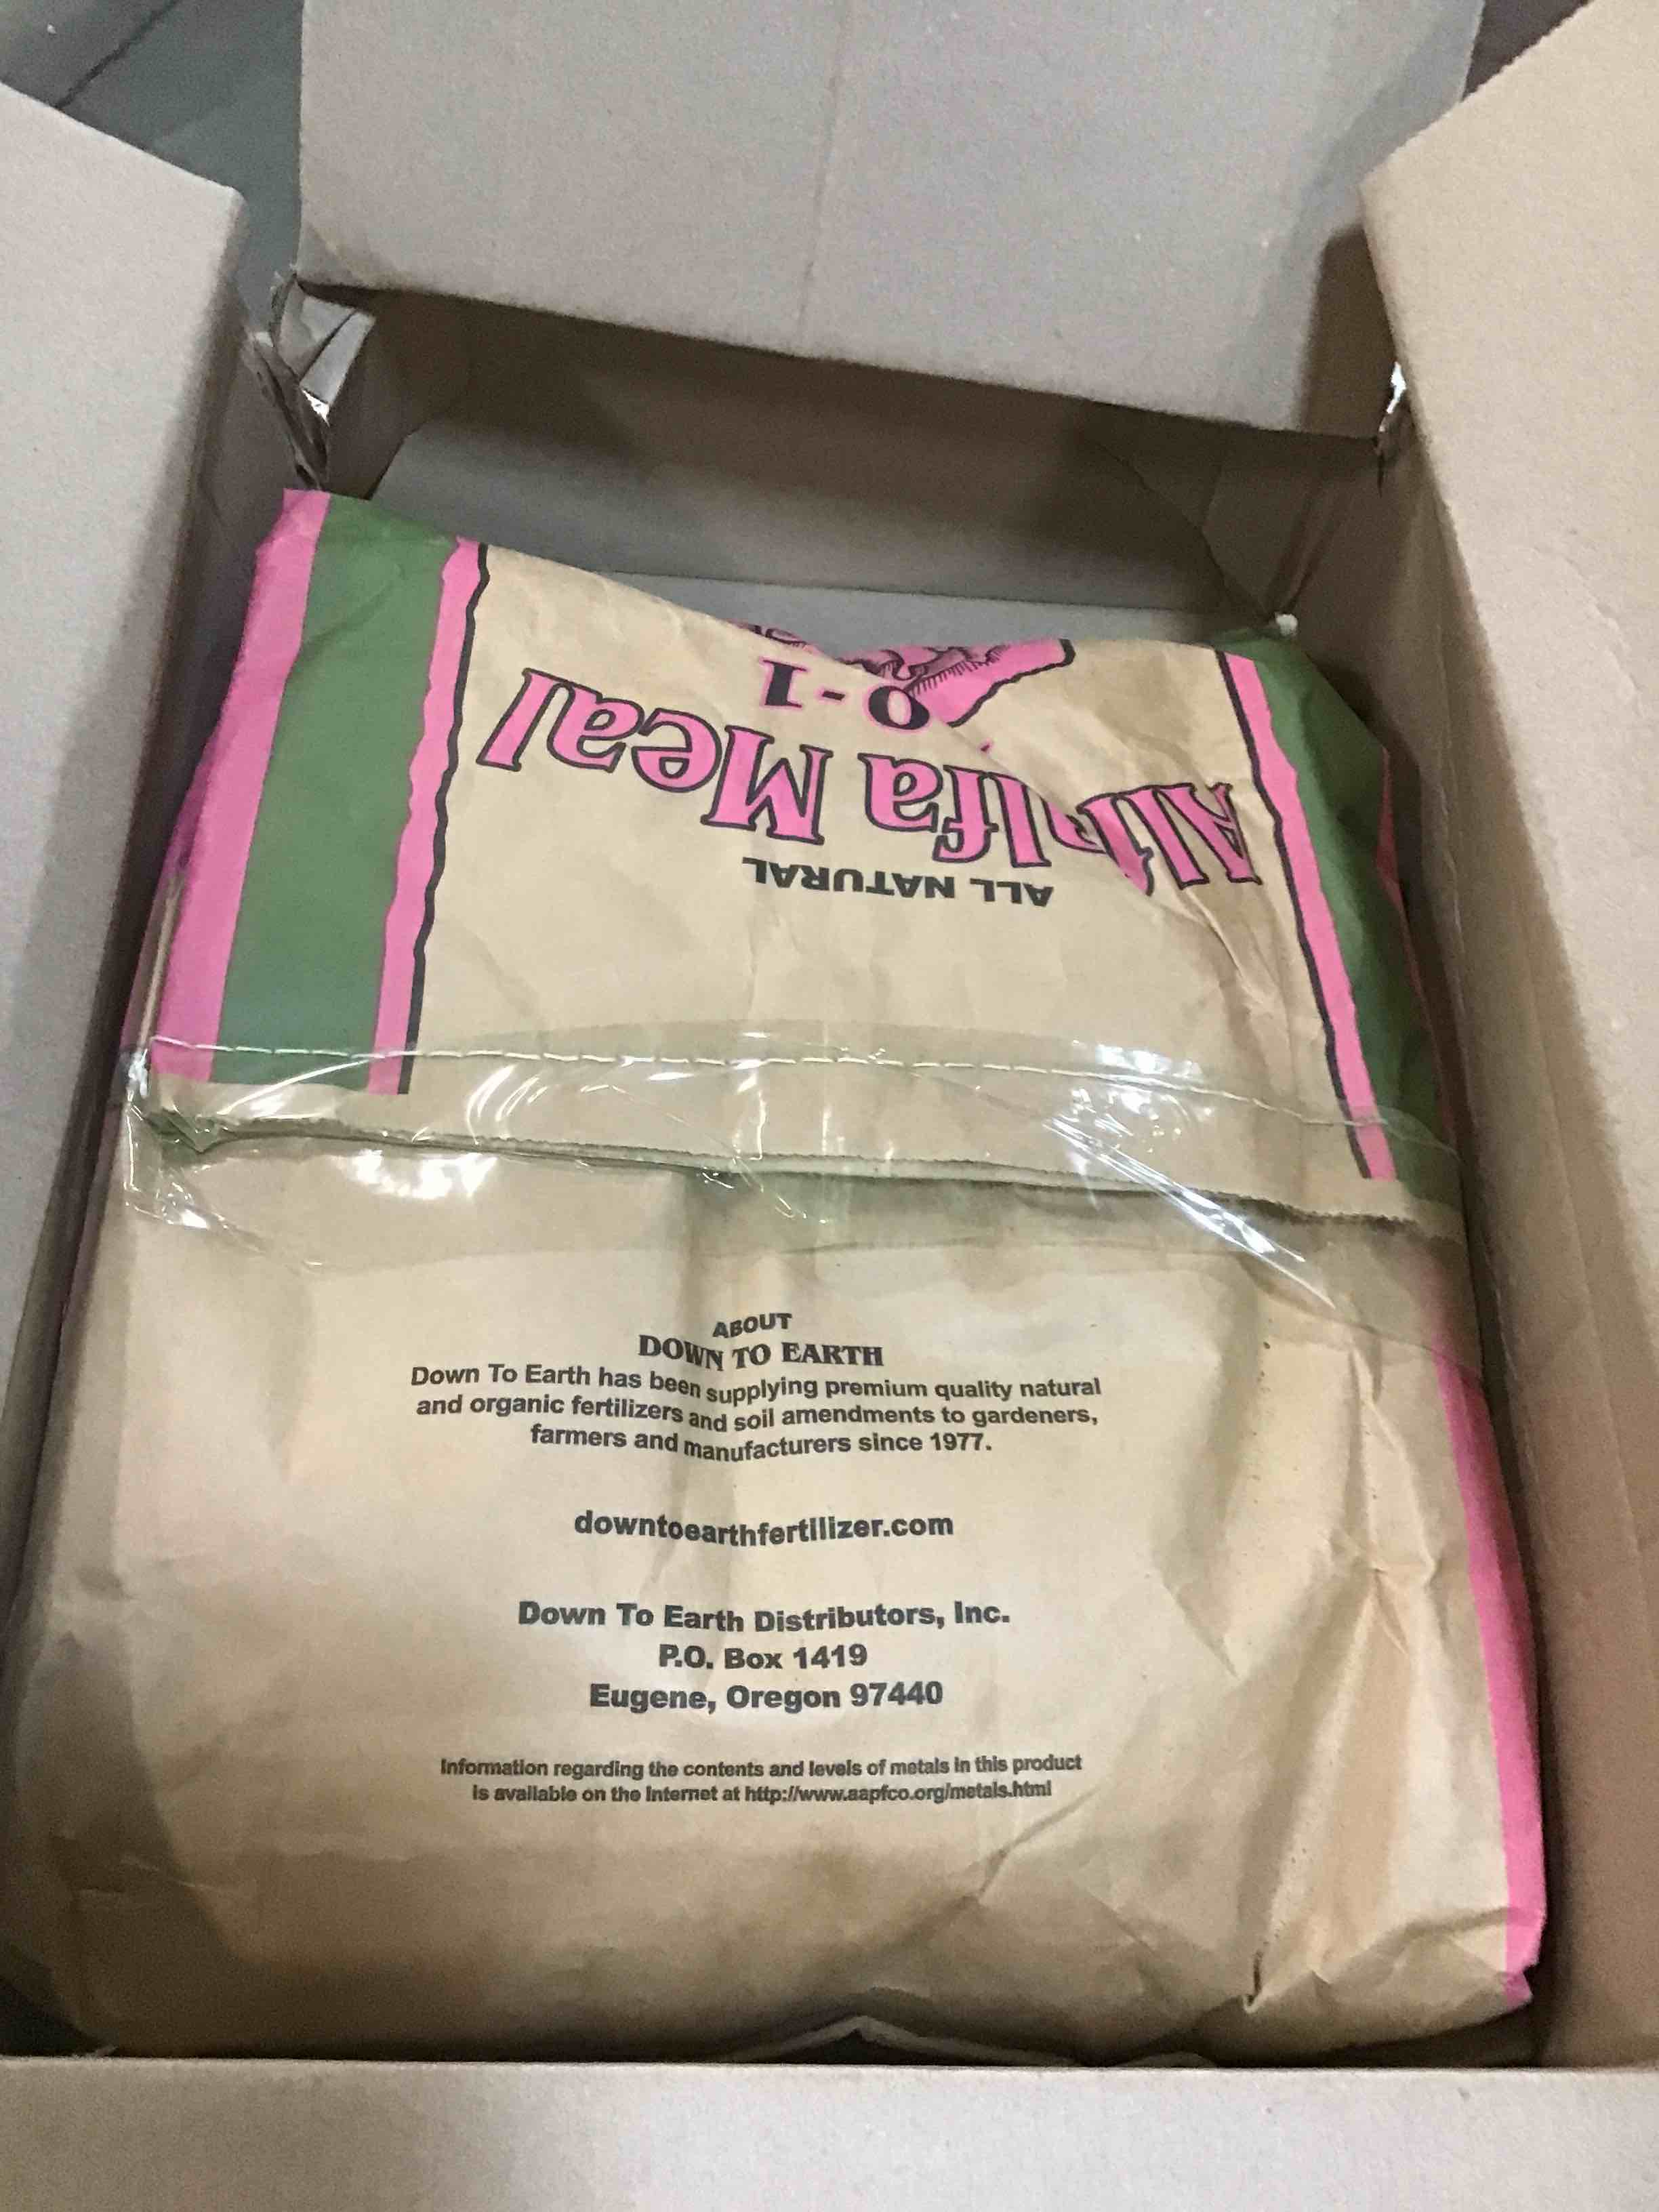 ALL NATURAL
Alfalfa Meal
0-1
ABOUT
DOWN TO EARTH
Down To Earth has been supplying premium quality natural
and organic fertilizers and soil amendments to gardeners,
farmers and manufacturers since 1977.
downtoearthfertilizer.com
Down To Earth Distributors, Inc.
P.O. Box 1419
Eugene, Oregon 97440
Information regarding the contents and levels of metals in this product
is available on the Internet at http://www.aapfco.org/metals.html